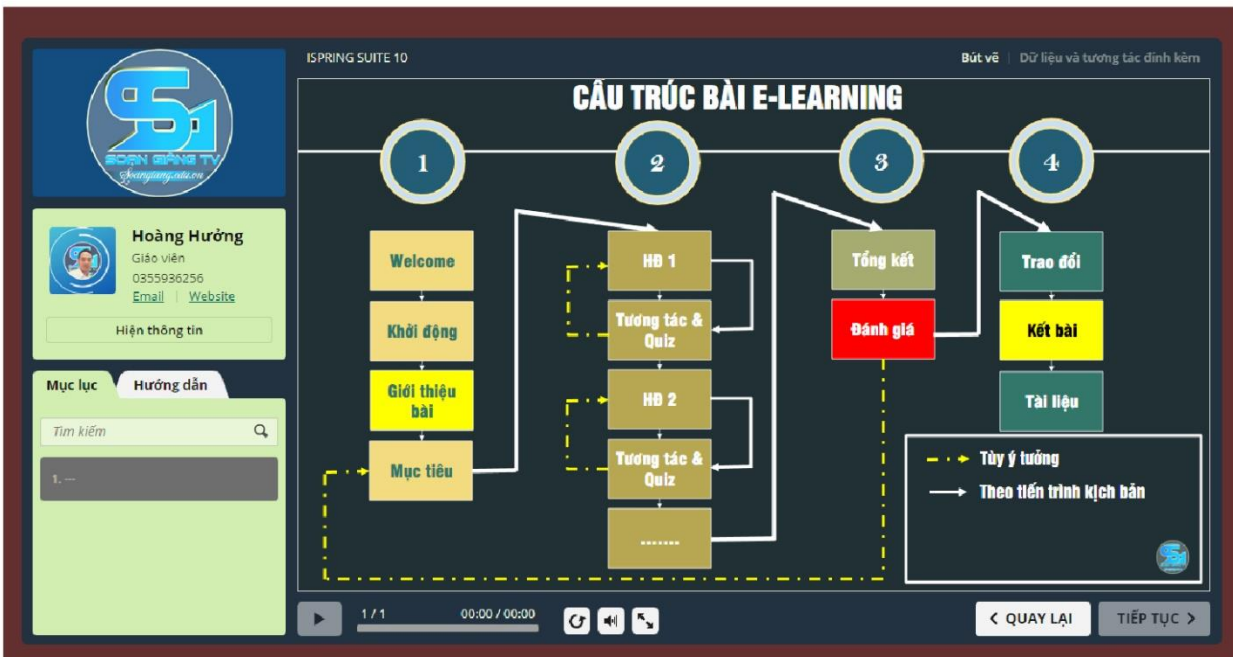 ISPRING SUITE 10
Bút vẽ | Dữ liệu và tương tác đính kèm
SOẠN GIẢNG TV
Soangiang.edu.vn
Hoàng Hưởng
Giáo viên
0355936256
Email | Website
Hiện thông tin
Mục lục
Hướng dẫn
Tìm kiếm
1. ---
CẤU TRÚC BÀI E-LEARNING
1
2
3
4
Welcome
Khởi động
Giới thiệu
bài
Mục tiêu
HĐ 1
Tương tác &
Quiz
HĐ 2
Tương tác &
Quiz
.......
Tổng kết
Đánh giá
Trao đổi
Kết bài
Tài liệu
Tùy ý tưởng
Theo tiến trình kịch bản
1 / 1
00:00 / 00:00
QUAY LẠI
TIẾP TỤC